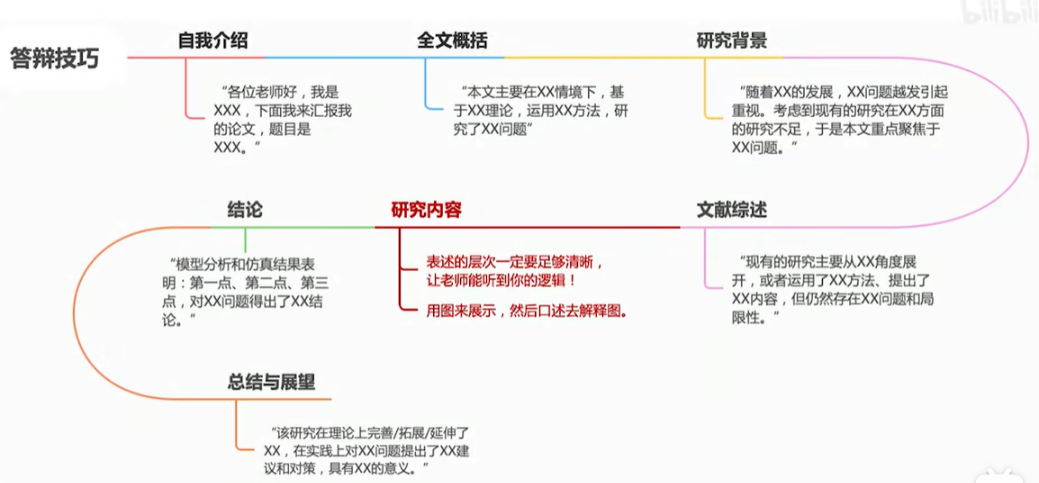 bilibili
答辩技巧
自我介绍
“各位老师好，我是
XXX，下面我来汇报我
的论文，题目是
XXX。”
全文概括
“本文主要在XX情境下，基
于XX理论，运用XX方法，研
究了XX问题”
研究背景
“随着XX的发展，XX问题越发引起
重视。考虑到现有的研究在XX方面
的研究不足，于是本文重点聚焦于
XX问题。”
文献综述
“现有的研究主要从XX角度展
开，或者运用了XX方法、提出了
XX内容，但仍然存在XX问题和局
限性。”
研究内容
表述的层次一定要足够清晰，
让老师能听到你的逻辑！
用图来展示，然后口述去解释图。
结论
“模型分析和仿真结果表
明：第一点、第二点、第三
点，对XX问题得出了XX结
论。”
总结与展望
“该研究在理论上完善/拓展/延伸了
XX，在实践上对XX问题提出了XX建
议和对策，具有XX的意义。”